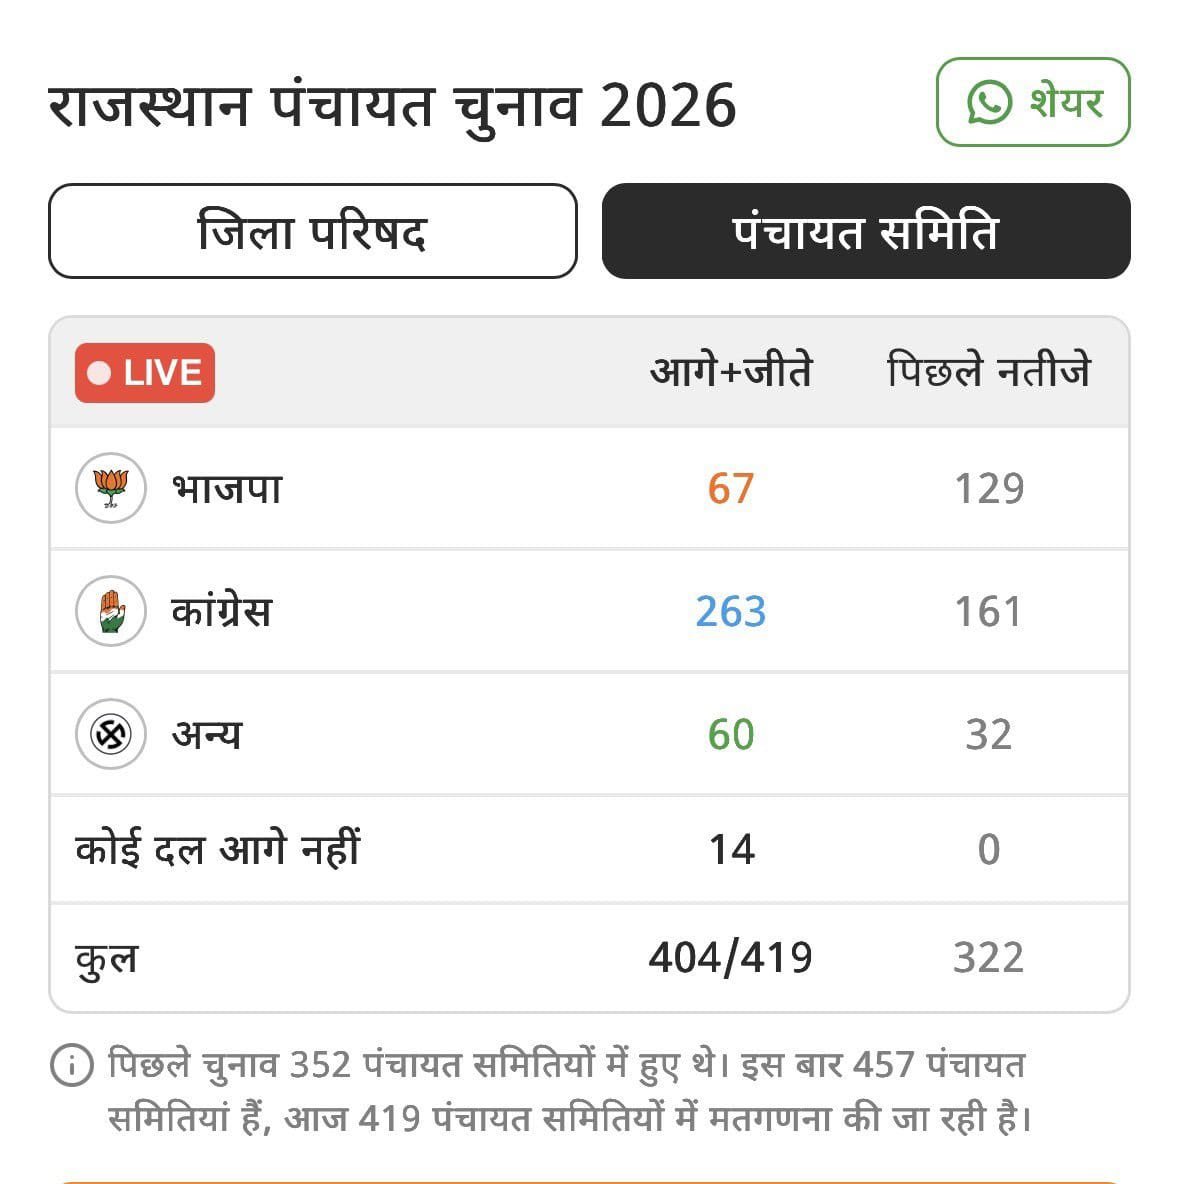 राजस्थान पंचायत चुनाव 2026
शेयर
जिला परिषद
पंचायत समिति
LIVE आगे+जीते पिछले नतीजे
भाजपा 67 129
कांग्रेस 263 161
अन्य 60 32
कोई दल आगे नहीं 14 0
कुल 404/419 322
पिछले चुनाव 352 पंचायत समितियों में हुए थे। इस बार 457 पंचायत
समितियां हैं, आज 419 पंचायत समितियों में मतगणना की जा रही है।